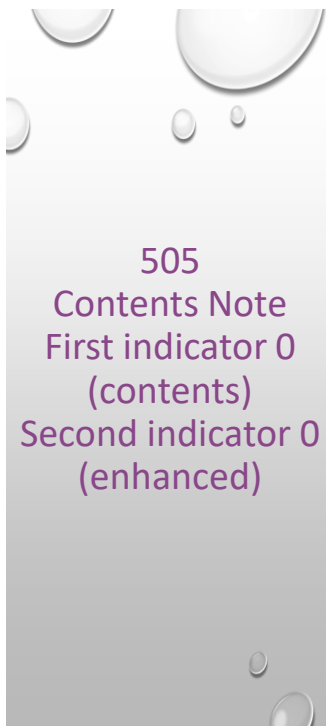 505
Contents Note
First indicator 0
(contents)
Second indicator 0
(enhanced)